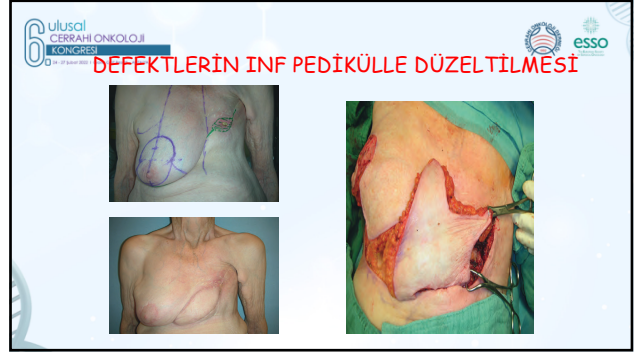 6.
ulusal
CERRAHİ ONKOLOJİ
KONGRESİ
esso
DEFEKTLERİN INF PEDİKÜLLE DÜZELTİLMESİ